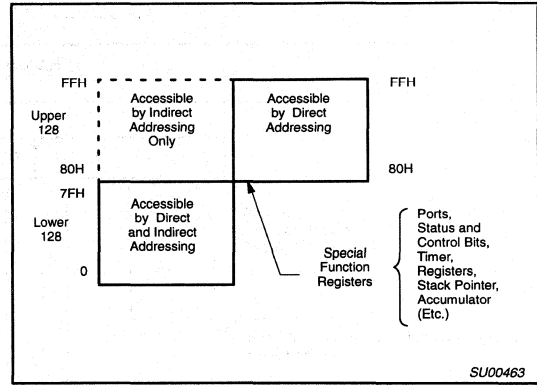 FFH
Upper
128
80H
7FH
Lower
128
0
Accessible
by Indirect
Addressing
Only
Accessible
by Direct
Addressing
FFH
80H
Accessible
by Direct
and Indirect
Addressing
Special
Function
Registers
Ports,
Status and
Control Bits,
Timer,
Registers,
Stack Pointer,
Accumulator
(Etc.)
SU00463